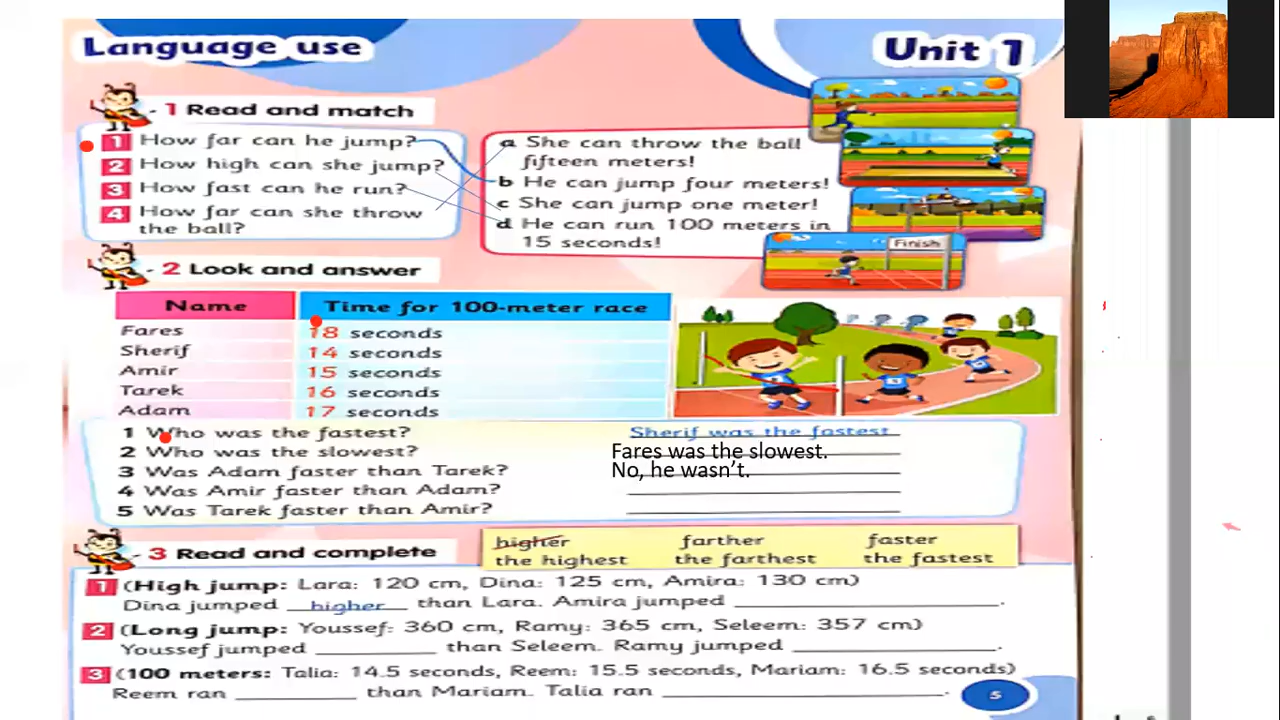 Language use
Unit 1
1 Read and match
1 How far can he jump?
2 How high can she jump?
3 How fast can he run?
4 How far can she throw
the ball?
a She can throw the ball
fifteen meters!
b He can jump four meters!
c She can jump one meter!
d He can run 100 meters in
15 seconds!
Finish
2 Look and answer
Name Time for 100-meter race
Fares 18 seconds
Sherif 14 seconds
Amir 15 seconds
Tarek 16 seconds
Adam 17 seconds
1 Who was the fastest? Sherif was the fastest
2 Who was the slowest? Fares was the slowest.
3 Was Adam faster than Tarek? No, he wasn't.
4 Was Amir faster than Adam?
5 Was Tarek faster than Amir?
3 Read and complete
higher farther faster
the highest the farthest the fastest
1 (High jump: Lara: 120 cm, Dina: 125 cm, Amira: 130 cm)
Dina jumped higher than Lara. Amira jumped ____.
2 (Long jump: Youssef: 360 cm, Ramy: 365 cm, Seleem: 357 cm)
Youssef jumped ____ than Seleem. Ramy jumped ____.
3 (100 meters: Talia: 14.5 seconds, Reem: 15.5 seconds, Mariam: 16.5 seconds)
Reem ran ____ than Mariam. Talia ran ____.
5